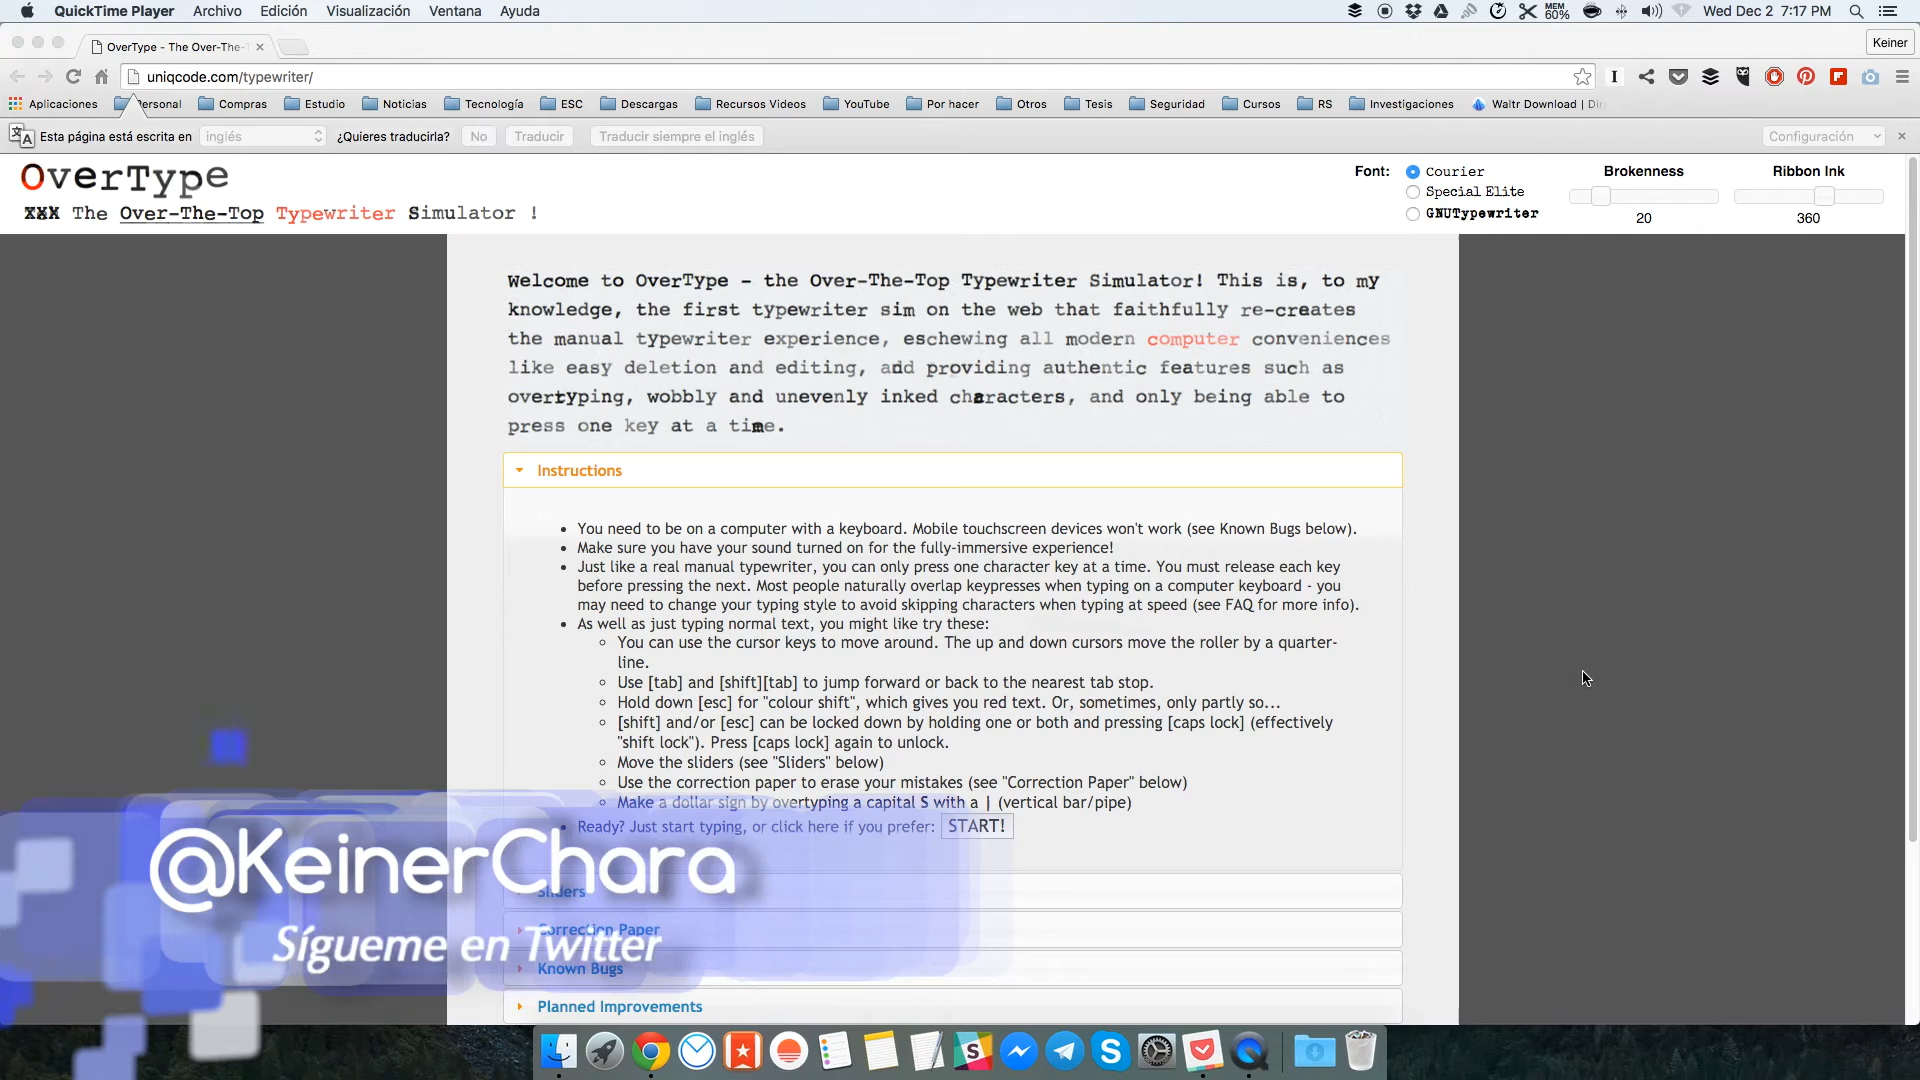 QuickTime Player Archivo Edición Visualización Ventana Ayuda MEM 60% Wed Dec 2 7:17 PM
OverType - The Over-The-T Keiner
uniqcode.com/typewriter/
Aplicaciones Personal Compras Estudio Noticias Tecnología ESC Descargas Recursos Videos YouTube Por hacer Otros Tesis Seguridad Cursos RS Investigaciones Waltr Download | Dir
Esta página está escrita en inglés ¿Quieres traducirla? No Traducir Traducir siempre el inglés Configuración
OverType
XXX The Over-The-Top Typewriter Simulator !
Font: Courier
Special Elite
GNUTypewriter
Brokenness
20
Ribbon Ink
360
Welcome to OverType - the Over-The-Top Typewriter Simulator! This is, to my
knowledge, the first typewriter sim on the web that faithfully re-creates
the manual typewriter experience, eschewing all modern computer conveniences
like easy deletion and editing, and providing authentic features such as
overtyping, wobbly and unevenly inked characters, and only being able to
press one key at a time.
Instructions
• You need to be on a computer with a keyboard. Mobile touchscreen devices won't work (see Known Bugs below).
• Make sure you have your sound turned on for the fully-immersive experience!
• Just like a real manual typewriter, you can only press one character key at a time. You must release each key
before pressing the next. Most people naturally overlap keypresses when typing on a computer keyboard - you
may need to change your typing style to avoid skipping characters when typing at speed (see FAQ for more info).
• As well as just typing normal text, you might like try these:
◦ You can use the cursor keys to move around. The up and down cursors move the roller by a quarter-
line.
◦ Use [tab] and [shift][tab] to jump forward or back to the nearest tab stop.
◦ Hold down [esc] for "colour shift", which gives you red text. Or, sometimes, only partly so...
◦ [shift] and/or [esc] can be locked down by holding one or both and pressing [caps lock] (effectively
"shift lock"). Press [caps lock] again to unlock.
◦ Move the sliders (see "Sliders" below)
◦ Use the correction paper to erase your mistakes (see "Correction Paper" below)
◦ Make a dollar sign by overtyping a capital S with a | (vertical bar/pipe)
• Ready? Just start typing, or click here if you prefer: START!
Sliders
Correction Paper
Known Bugs
Planned Improvements
@KeinerChara
Sígueme en Twitter